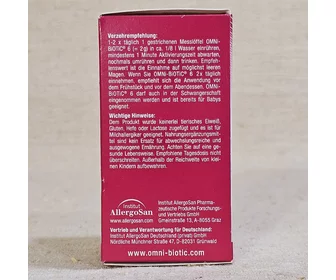 Verzehrempfehlung:
1-2 x täglich 1 gestrichenen Messlöffel OMNi-
BiOTiC® 6 (= 2g) in ca. 1/8 l Wasser einrühren,
mindestens 1 Minute Aktivierungszeit abwarten,
nochmals umrühren und dann trinken. Empfeh-
lenswert ist die Einnahme auf möglichst leeren
Magen. Wenn Sie OMNi-BiOTiC® 6 2x täglich
einnehmen, empfiehlt sich die Anwendung vor
dem Frühstück und vor dem Abendessen. OMNi-
BiOTiC® 6 darf auch in der Schwangerschaft
eingenommen werden und ist bereits für Babys
geeignet.
Wichtige Hinweise:
Dem Produkt wurde keinerlei tierisches Eiweiß,
Gluten, Hefe oder Lactose zugefügt und es ist für
Milchallergiker geeignet. Nahrungsergänzungs-
mittel sind kein Ersatz für abwechslungsreiche und
ausgewogene Ernährung. Achten Sie auf eine ge-
sunde Lebensweise. Empfohlene Tagesdosis nicht
überschreiten. Außerhalb der Reichweite von klei-
nen Kindern aufbewahren.
Institut
AllergoSan
www.allergosan.com
Institut AllergoSan Pharma-
zeutische Produkte Forschungs-
und Vertriebs GmbH
Gmeinstraße 13, A-8055 Graz
Vertrieb und Verantwortung für Deutschland:
Institut AllergoSan Deutschland (privat) GmbH
Nördliche Münchner Straße 47, D-82031 Grünwald
www.omni-biotic.com